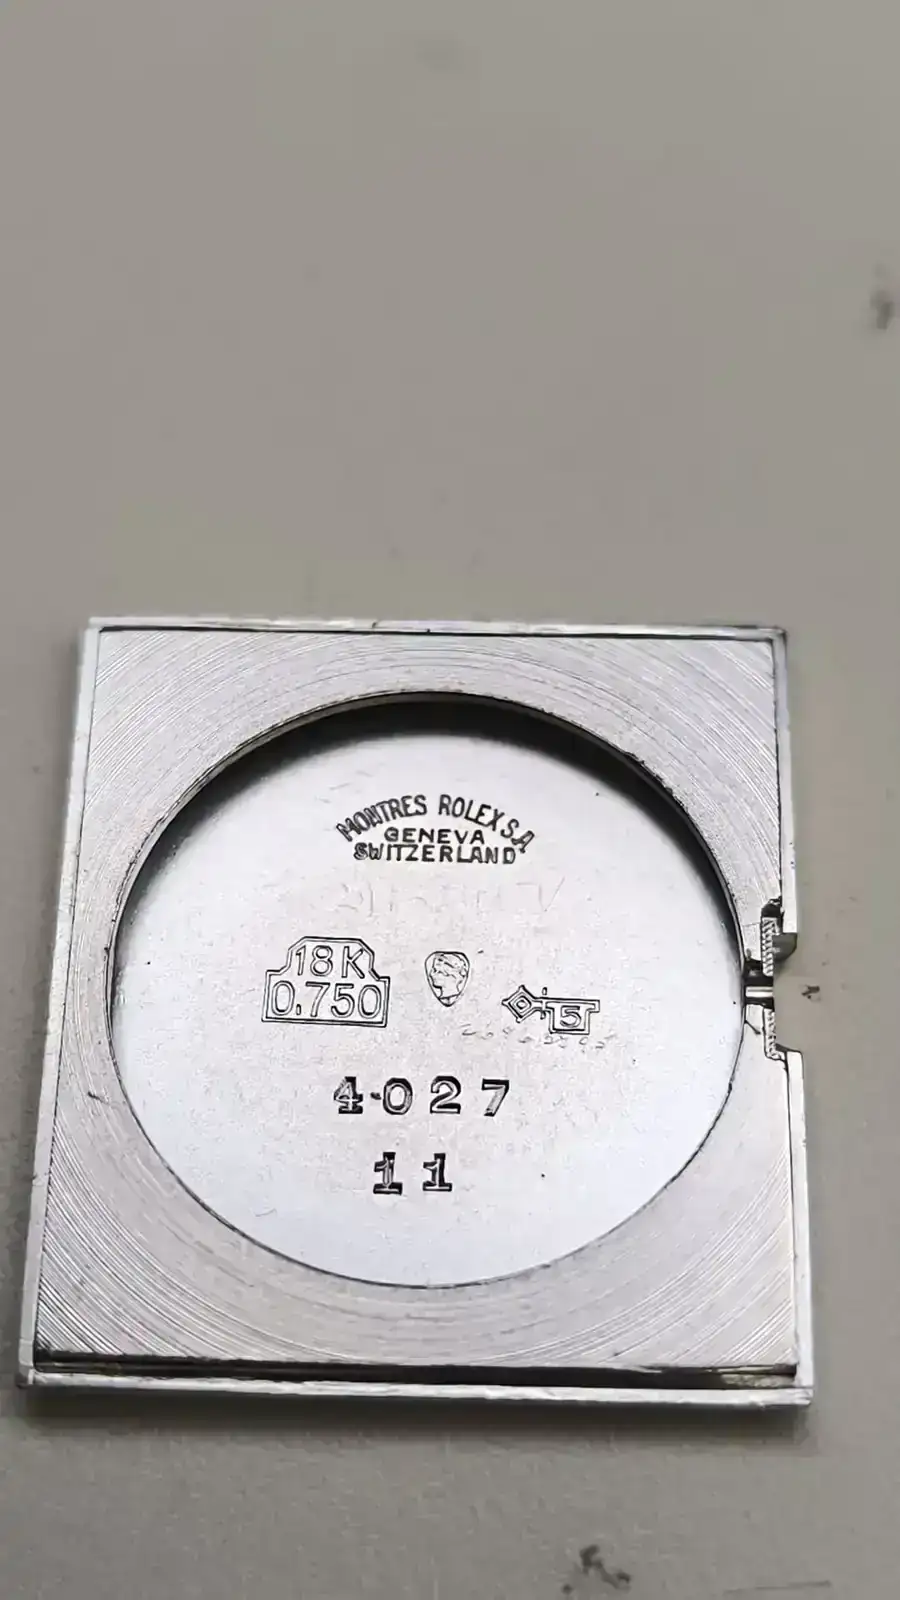 MONTRES ROLEX S.A
GENEVA
SWITZERLAND
18K
0.750
5
4027
11